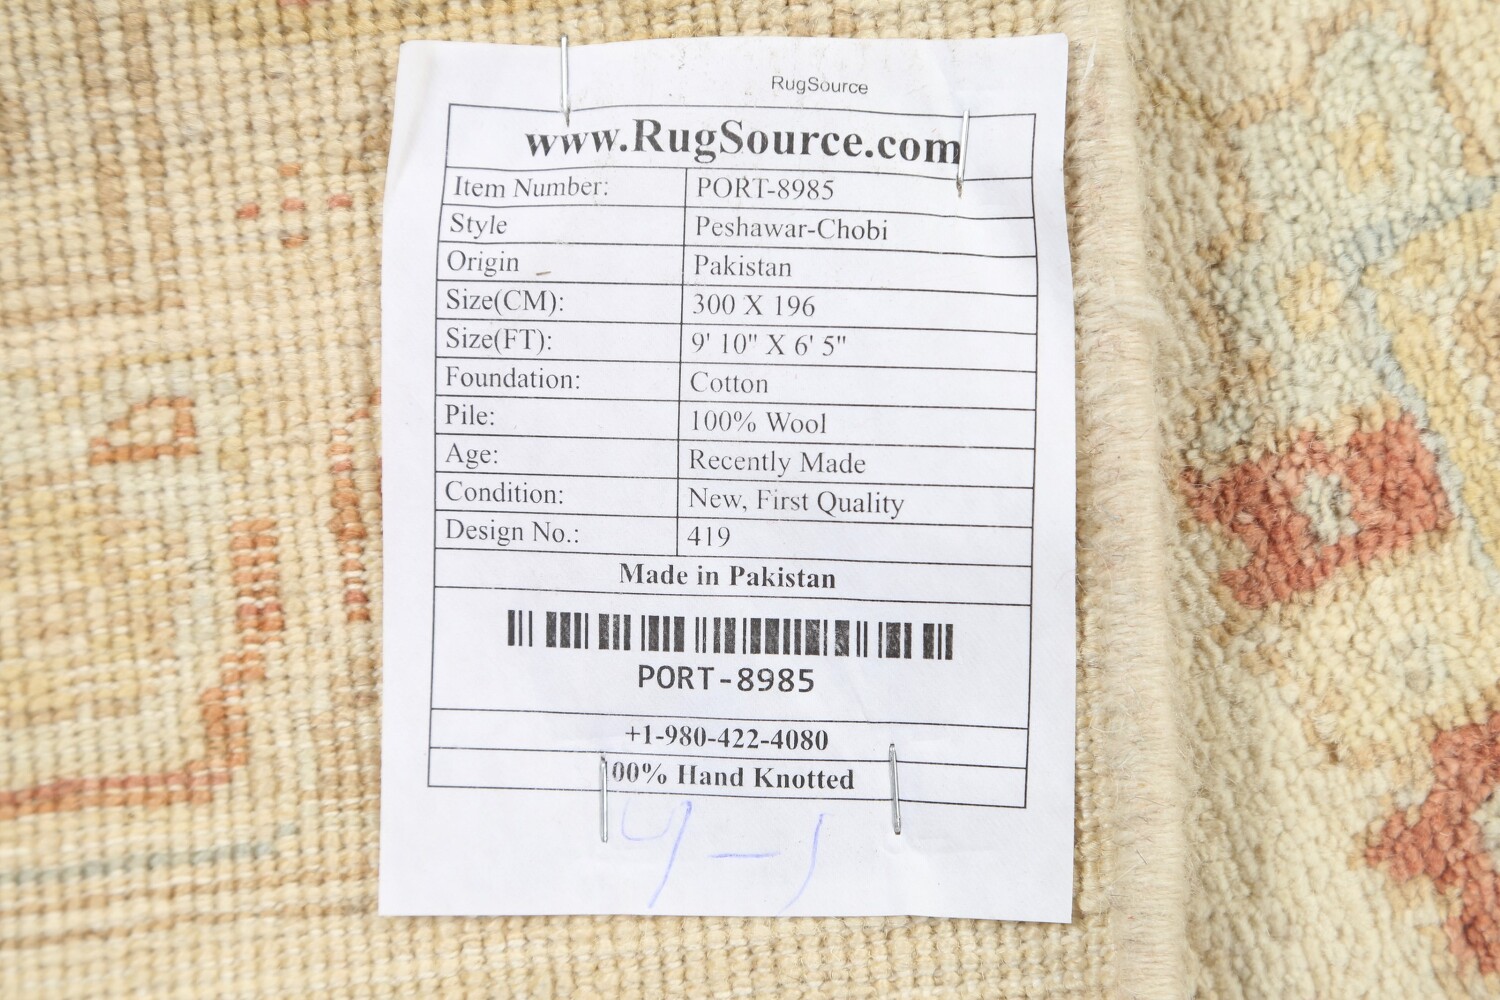 RugSource
www.RugSource.com
Item Number: PORT-8985
Style Peshawar-Chobi
Origin Pakistan
Size(CM): 300 X 196
Size(FT): 9' 10" X 6' 5"
Foundation: Cotton
Pile: 100% Wool
Age: Recently Made
Condition: New, First Quality
Design No.: 419
Made in Pakistan
PORT-8985
+1-980-422-4080
100% Hand Knotted
4-1